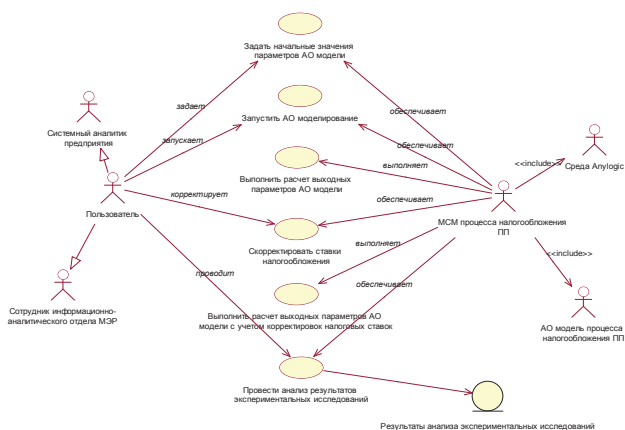 Задать начальные значения
параметров АО модели
задает
обеспечивает
Системный аналитик
предприятия
запускает
Запустить АО моделирование
обеспечивает
<<include>>
Среда Anylogic
выполняет
Выполнить расчет выходных
параметров АО модели
Пользователь
корректирует
обеспечивает
МСМ процесса налогообложения
ПП
Скорректировать ставки
налогообложения
выполняет
<<include>>
проводит
обеспечивает
Сотрудник информационно-
аналитического отдела МЭР
Выполнить расчет выходных параметров АО
модели с учетом корректировок налоговых ставок
АО модель процесса
налогообложения ПП
Провести анализ результатов
экспериментальных исследований
Результаты анализа экспериментальных исследований